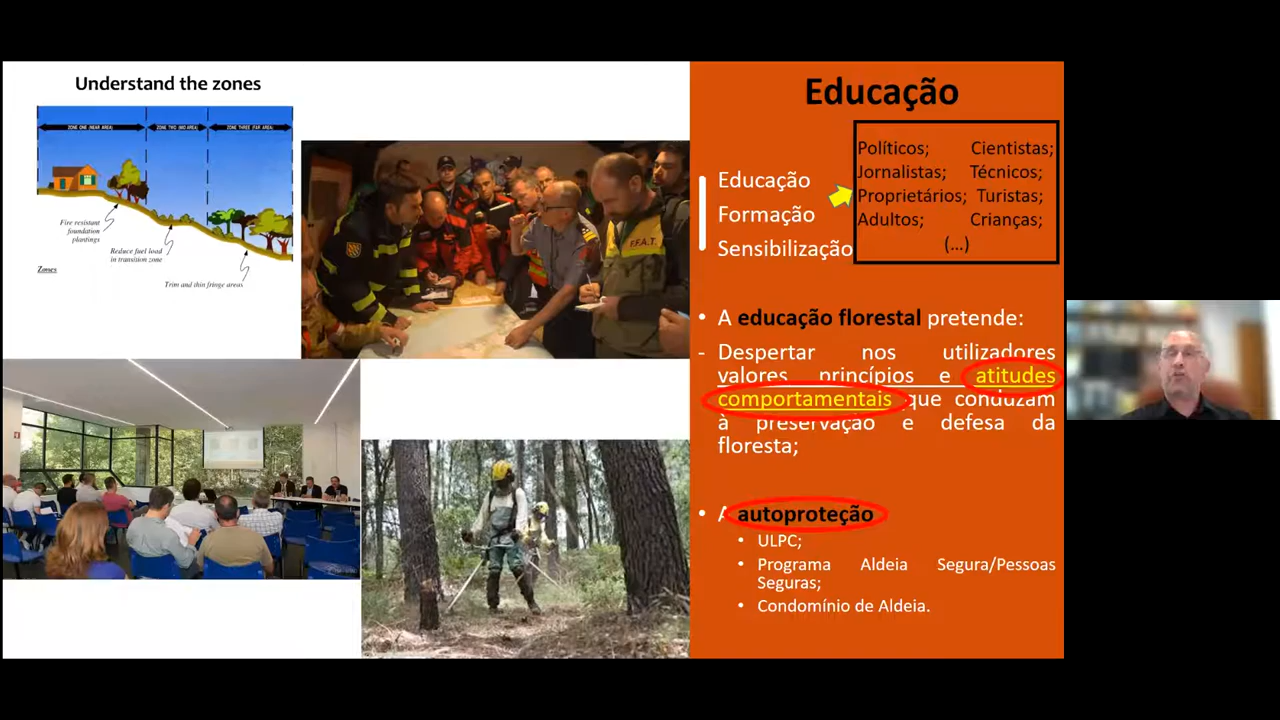 Understand the zones
ZONE ONE (NEAR AREA)
ZONE TWO (MID AREA)
ZONE THREE (FAR AREA)
Fire resistant
foundation
plantings
Reduce fuel load
in transition zone
Zones
Trim and thin fringe areas
F.F.A.T.
Educação
Educação
Formação
Sensibilização
Políticos; Cientistas;
Jornalistas; Técnicos;
Proprietários; Turistas;
Adultos; Crianças;
(...)
• A educação florestal pretende:
- Despertar nos utilizadores
valores princípios e atitudes
comportamentais que conduzam
à preservação e defesa da
floresta;
• A autoproteção
• ULPC;
• Programa Aldeia Segura/Pessoas
Seguras;
• Condomínio de Aldeia.